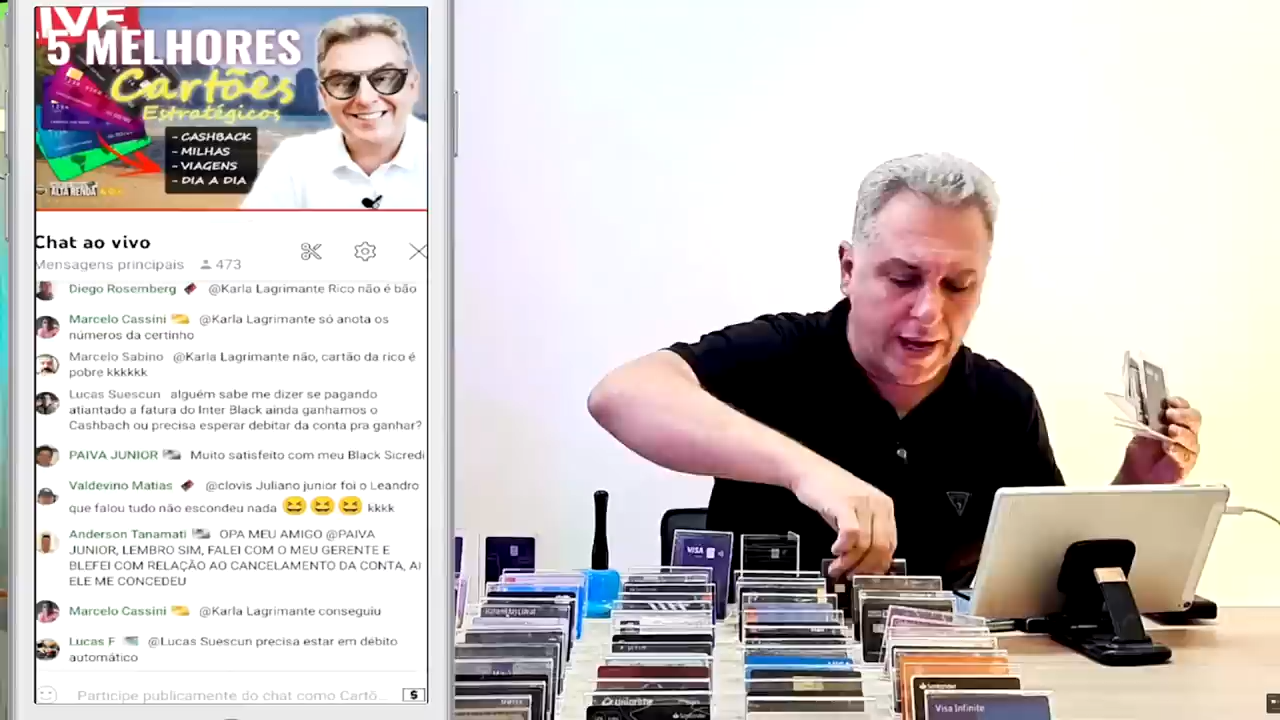 LIVE
5 MELHORES
Cartões
Estratégicos
- CASHBACK
- MILHAS
- VIAGENS
- DIA A DIA
ALTA RENDA
Chat ao vivo
Mensagens principais 473
Diego Rosemberg @Karla Lagrimante Rico não é bão
Marcelo Cassini @Karla Lagrimante só anota os
números da certinho
Marcelo Sabino @Karla Lagrimante não, cartão da rico é
pobre kkkkkk
Lucas Suescun alguém sabe me dizer se pagando
atiantado a fatura do Inter Black ainda ganhamos o
Cashbach ou precisa esperar debitar da conta pra ganhar?
PAIVA JUNIOR Muito satisfeito com meu Black Sicredi
Valdevino Matias @clovis Juliano junior foi o Leandro
que falou tudo não escondeu nada 😆😆😆 kkkk
Anderson Tanamati OPA MEU AMIGO @PAIVA
JUNIOR, LEMBRO SIM, FALEI COM O MEU GERENTE E
BLEFEI COM RELAÇÃO AO CANCELAMENTO DA CONTA, AI
ELE ME CONCEDEU
Marcelo Cassini @Karla Lagrimante conseguiu
Lucas F @Lucas Suescun precisa estar em débito
automático
Participe publicamente do chat como Cartõ...
$
VISA
Unicred
Santander
Santander
Visa Infinite